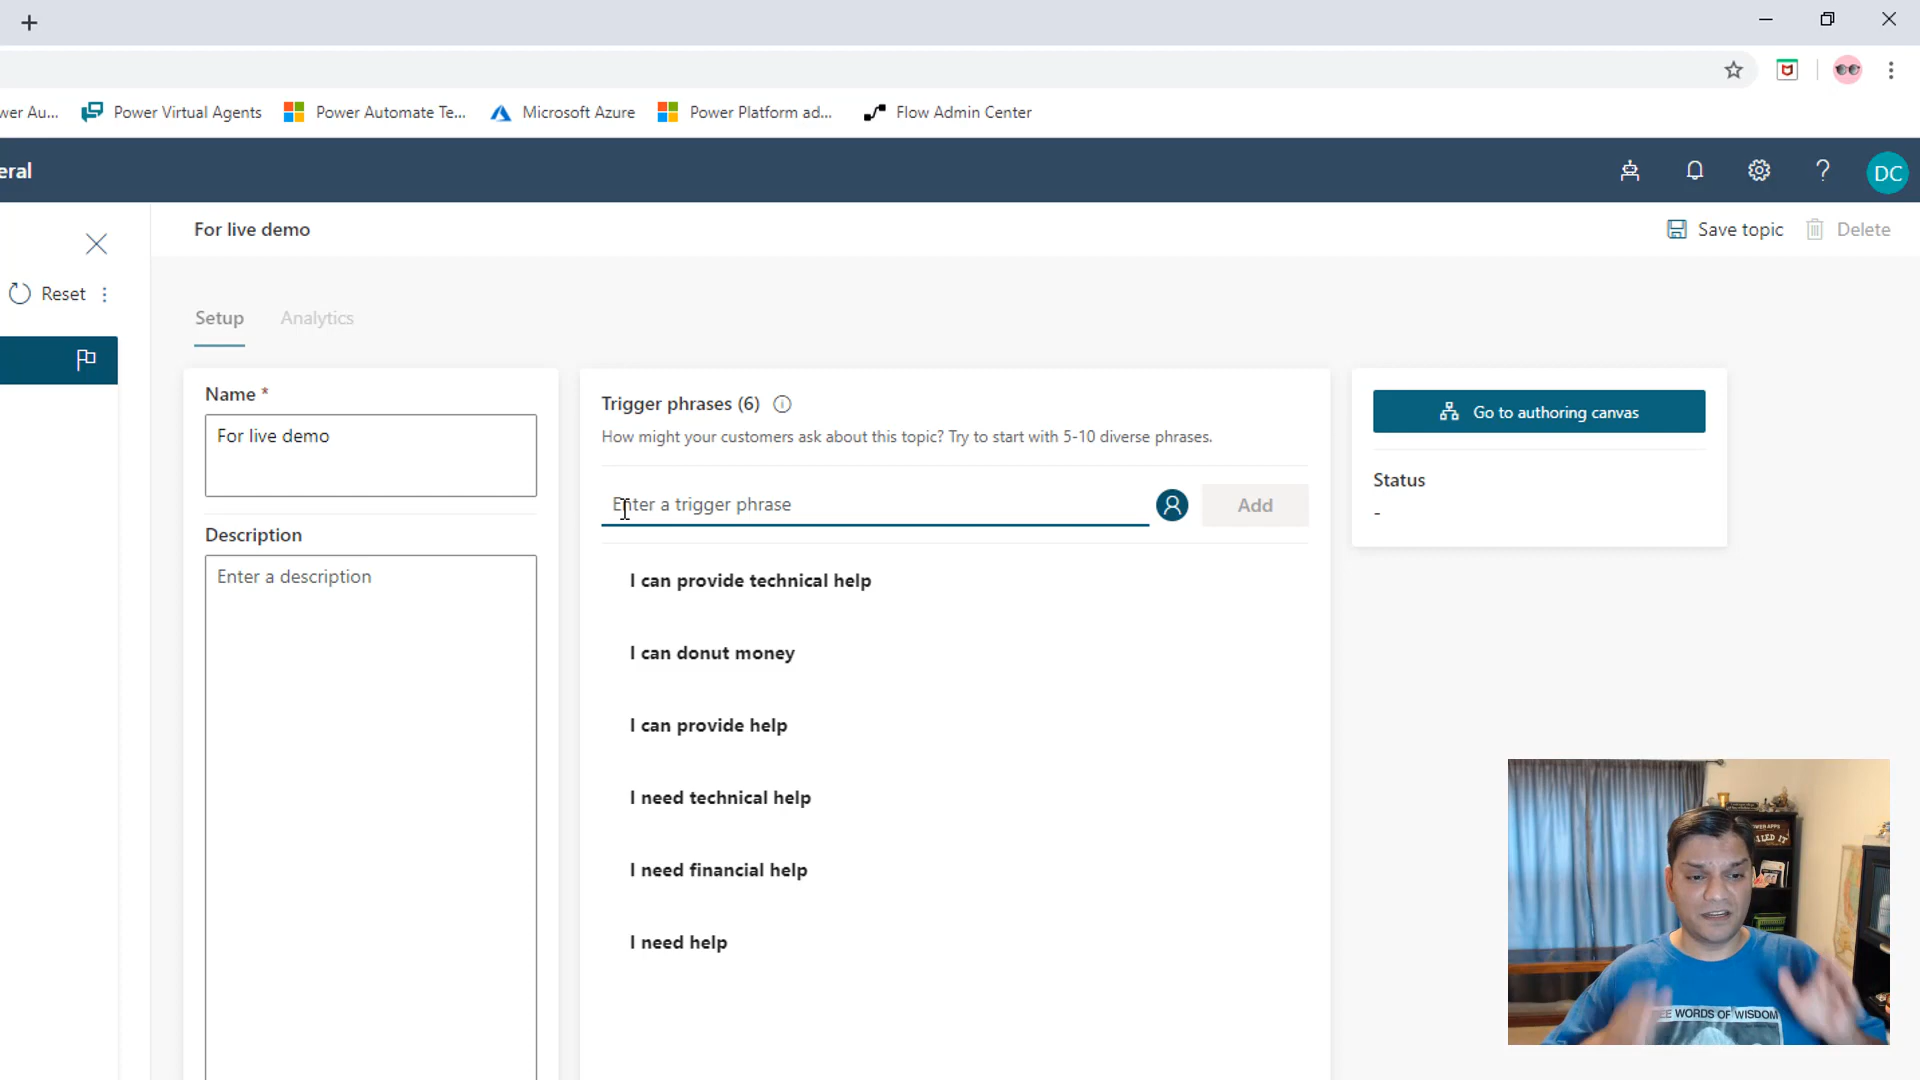 wer Au...
Power Virtual Agents
Power Automate Te...
Microsoft Azure
Power Platform ad...
Flow Admin Center
eral
?
DC
For live demo
Save topic
Delete
Reset
Setup
Analytics
Name *
For live demo
Description
Enter a description
Trigger phrases (6)
How might your customers ask about this topic? Try to start with 5-10 diverse phrases.
Enter a trigger phrase
Add
I can provide technical help
I can donut money
I can provide help
I need technical help
I need financial help
I need help
Go to authoring canvas
Status
-
WORDS OF WISDOM